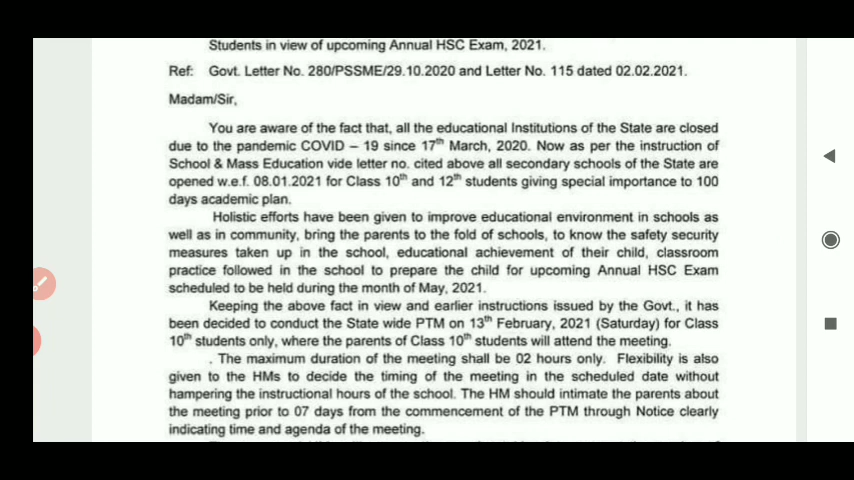 Students in view of upcoming Annual HSC Exam, 2021.
Ref: Govt. Letter No. 280/PSSME/29.10.2020 and Letter No. 115 dated 02.02.2021.
Madam/Sir,
You are aware of the fact that, all the educational Institutions of the State are closed
due to the pandemic COVID – 19 since 17th March, 2020. Now as per the instruction of
School & Mass Education vide letter no. cited above all secondary schools of the State are
opened w.e.f. 08.01.2021 for Class 10th and 12th students giving special importance to 100
days academic plan.
Holistic efforts have been given to improve educational environment in schools as
well as in community, bring the parents to the fold of schools, to know the safety security
measures taken up in the school, educational achievement of their child, classroom
practice followed in the school to prepare the child for upcoming Annual HSC Exam
scheduled to be held during the month of May, 2021.
Keeping the above fact in view and earlier instructions issued by the Govt., it has
been decided to conduct the State wide PTM on 13th February, 2021 (Saturday) for Class
10th students only, where the parents of Class 10th students will attend the meeting.
. The maximum duration of the meeting shall be 02 hours only. Flexibility is also
given to the HMs to decide the timing of the meeting in the scheduled date without
hampering the instructional hours of the school. The HM should intimate the parents about
the meeting prior to 07 days from the commencement of the PTM through Notice clearly
indicating time and agenda of the meeting.